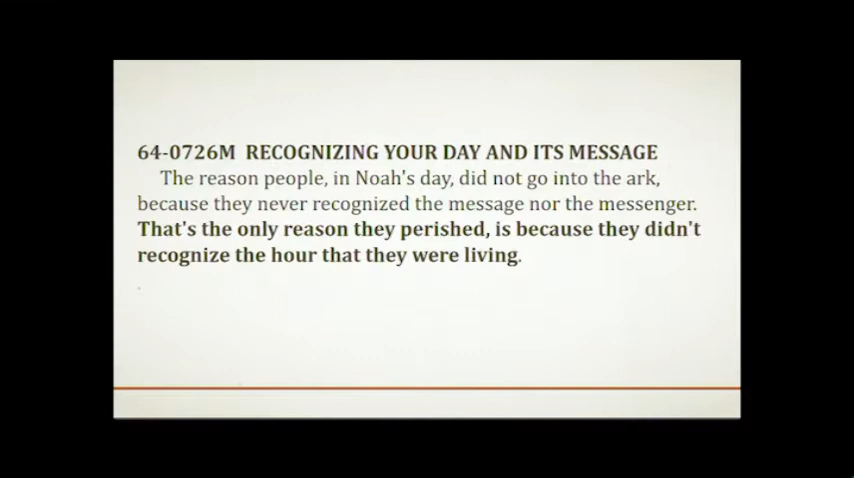 64-0726M RECOGNIZING YOUR DAY AND ITS MESSAGE
The reason people, in Noah's day, did not go into the ark,
because they never recognized the message nor the messenger.
That's the only reason they perished, is because they didn't
recognize the hour that they were living.
.